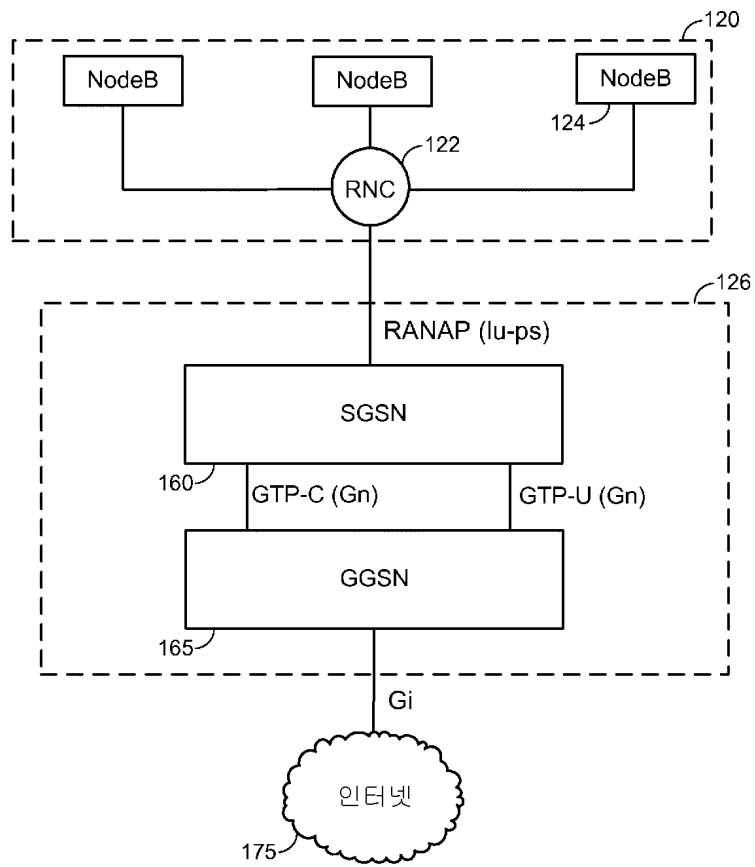 120
NodeB
NodeB
NodeB
124
122
RNC
126
RANAP (Iu-ps)
SGSN
160
GTP-C (Gn)
GTP-U (Gn)
GGSN
165
Gi
인터넷
175